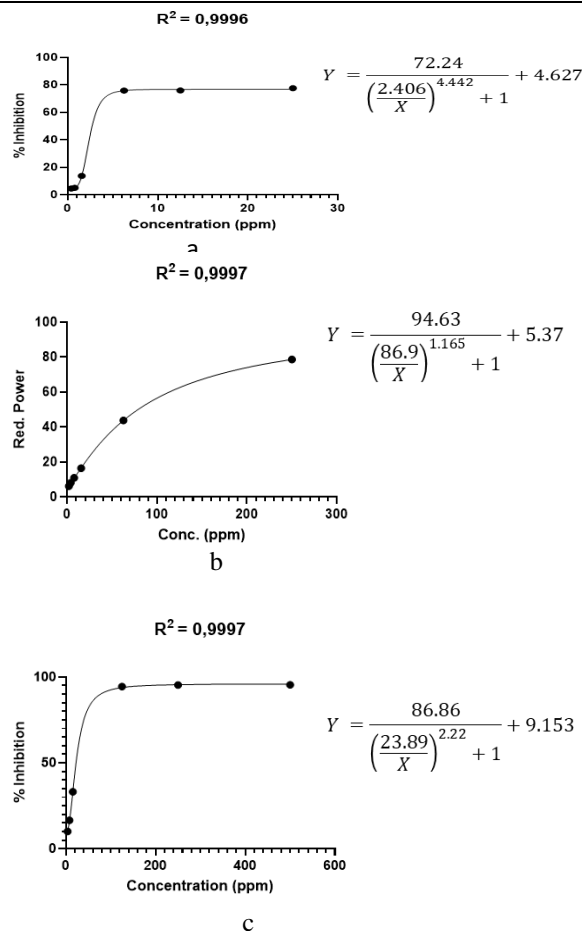 R² = 0,9996
100
80
60
40
20
0
% Inhibition
0 10 20 30
Concentration (ppm)
Y = 72.24 / ((2.406 / X)^4.442 + 1) + 4.627
a
R² = 0,9997
100
80
60
40
20
0
Red. Power
0 100 200 300
Conc. (ppm)
Y = 94.63 / ((86.9 / X)^1.165 + 1) + 5.37
b
R² = 0,9997
100
50
0
% Inhibition
0 200 400 600
Concentration (ppm)
Y = 86.86 / ((23.89 / X)^2.22 + 1) + 9.153
c